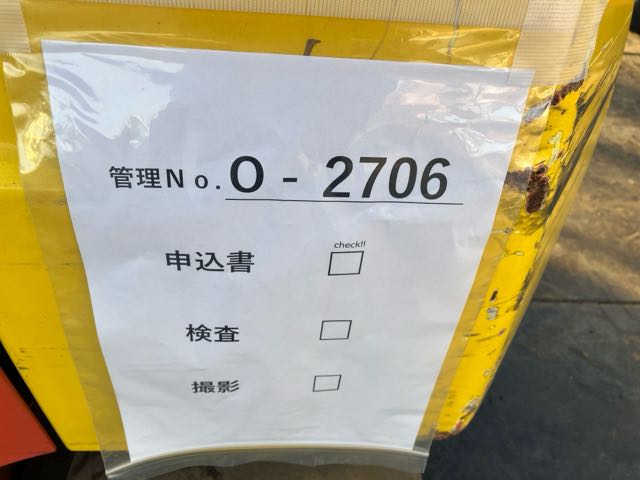 管理No. O - 2706
check!!
申込書 □
検査 □
撮影 □